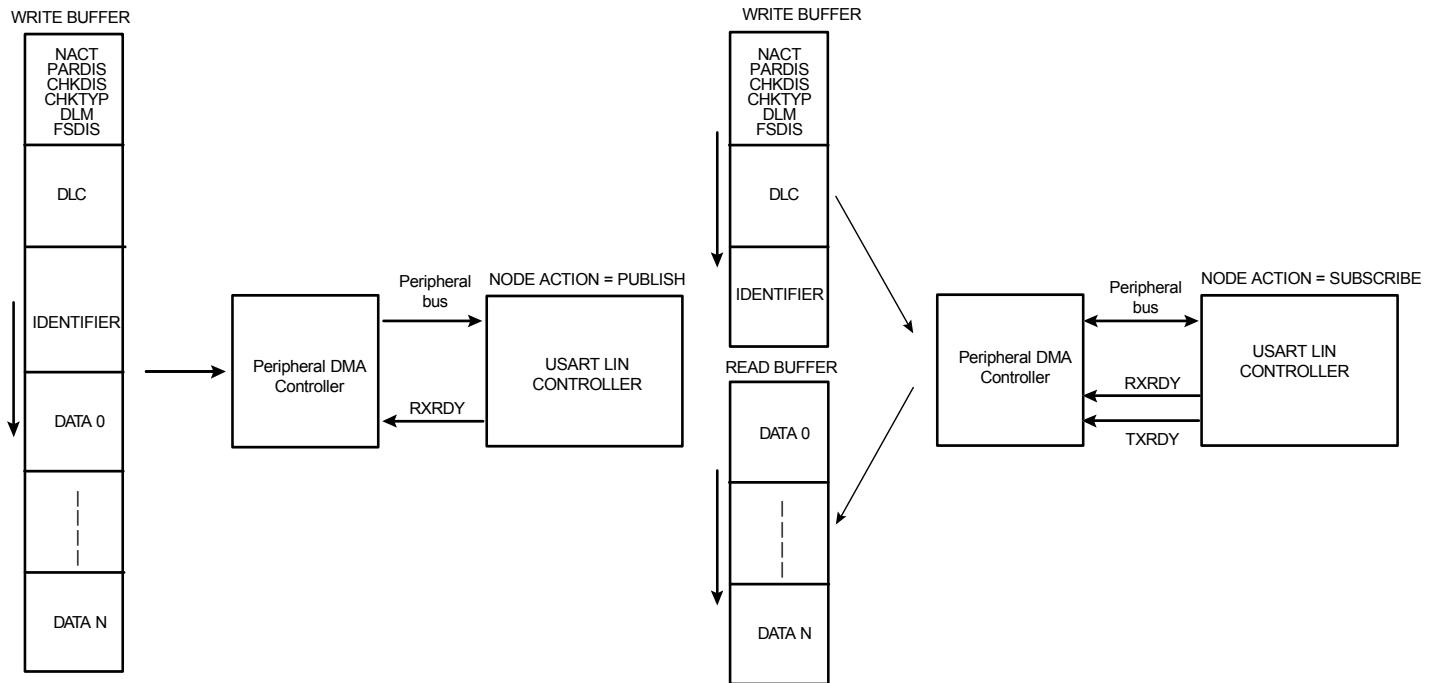 WRITE BUFFER
NACT
PARDIS
CHKDIS
CHKTYP
DLM
FSDIS
DLC
IDENTIFIER
DATA 0
DATA N
Peripheral DMA
Controller
Peripheral
bus
RXRDY
NODE ACTION = PUBLISH
USART LIN
CONTROLLER
WRITE BUFFER
NACT
PARDIS
CHKDIS
CHKTYP
DLM
FSDIS
DLC
IDENTIFIER
READ BUFFER
DATA 0
DATA N
Peripheral DMA
Controller
Peripheral
bus
RXRDY
TXRDY
NODE ACTION = SUBSCRIBE
USART LIN
CONTROLLER